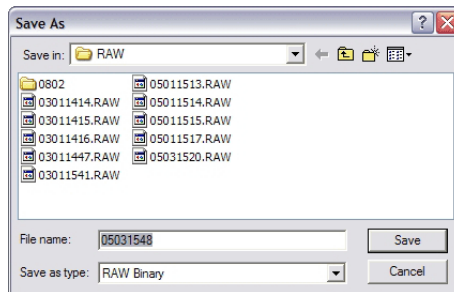 Save As
Save in: RAW
0802 05011513.RAW
03011414.RAW 05011514.RAW
03011415.RAW 05011515.RAW
03011416.RAW 05011517.RAW
03011447.RAW 05031520.RAW
03011541.RAW
File name: 05031548 Save
Save as type: RAW Binary Cancel